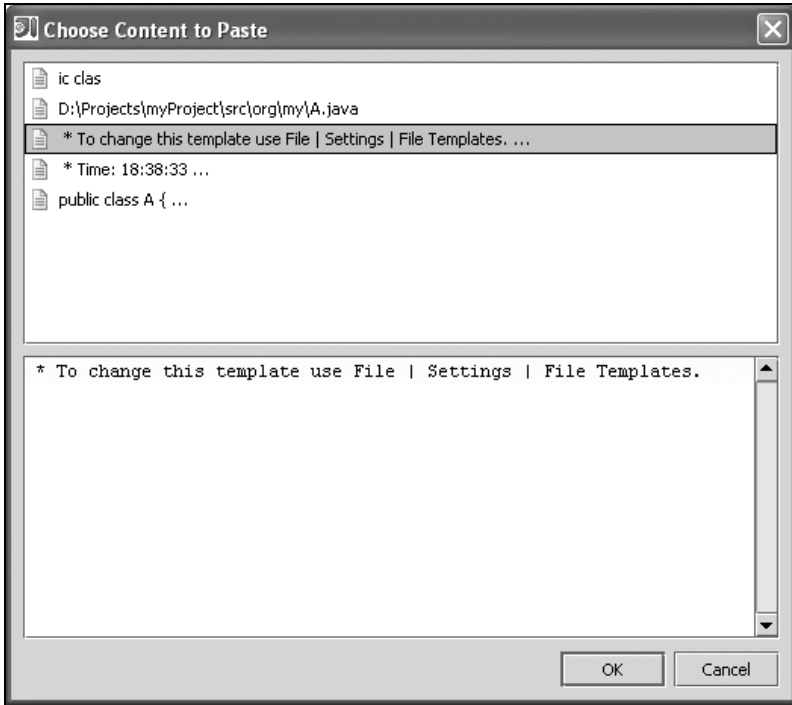 Choose Content to Paste
ic clas
D:\Projects\myProject\src\org\my\A.java
* To change this template use File | Settings | File Templates. ...
* Time: 18:38:33 ...
public class A { ...
* To change this template use File | Settings | File Templates.
OK Cancel